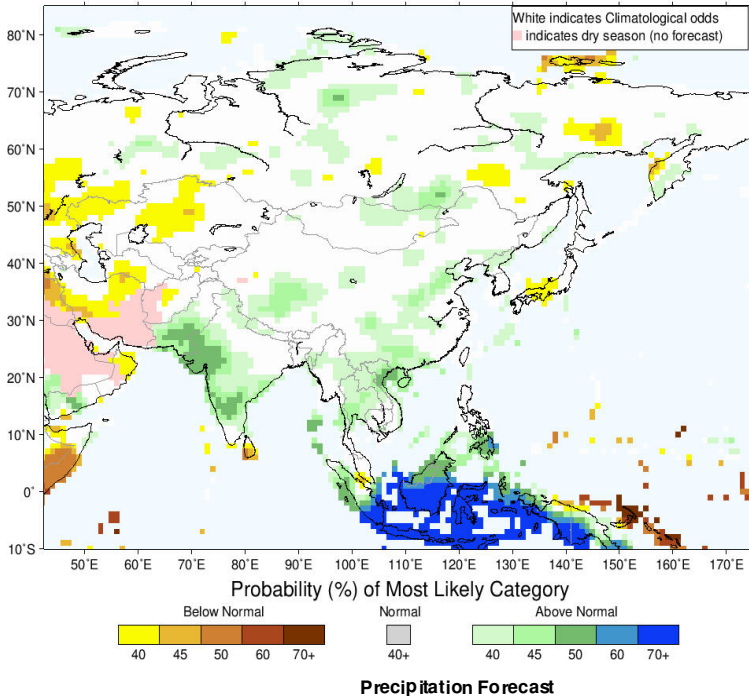 White indicates Climatological odds
indicates dry season (no forecast)
80˚N
70˚N
60˚N
50˚N
40˚N
30˚N
20˚N
10˚N
0˚
10˚S
50˚E 60˚E 70˚E 80˚E 90˚E 100˚E 110˚E 120˚E 130˚E 140˚E 150˚E 160˚E 170˚E
Probability (%) of Most Likely Category
Below Normal Normal Above Normal
40 45 50 60 70+ 40+ 40 45 50 60 70+
Precipitation Forecast